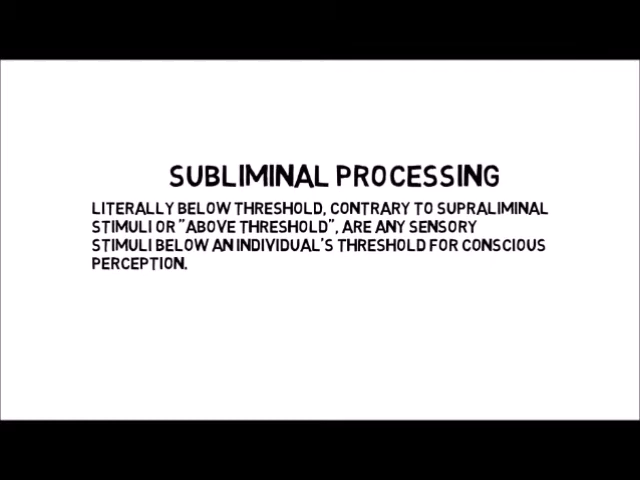 SUBLIMINAL PROCESSING
LITERALLY BELOW THRESHOLD, CONTRARY TO SUPRALIMINAL
STIMULI OR "ABOVE THRESHOLD", ARE ANY SENSORY
STIMULI BELOW AN INDIVIDUAL'S THRESHOLD FOR CONSCIOUS
PERCEPTION.